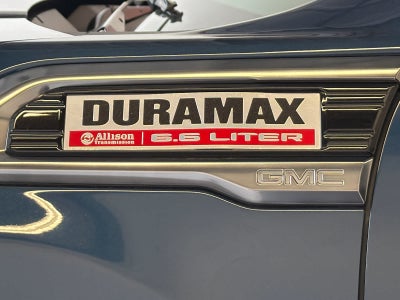 DURAMAX
Allison Transmission 6.6 LITER
GMC